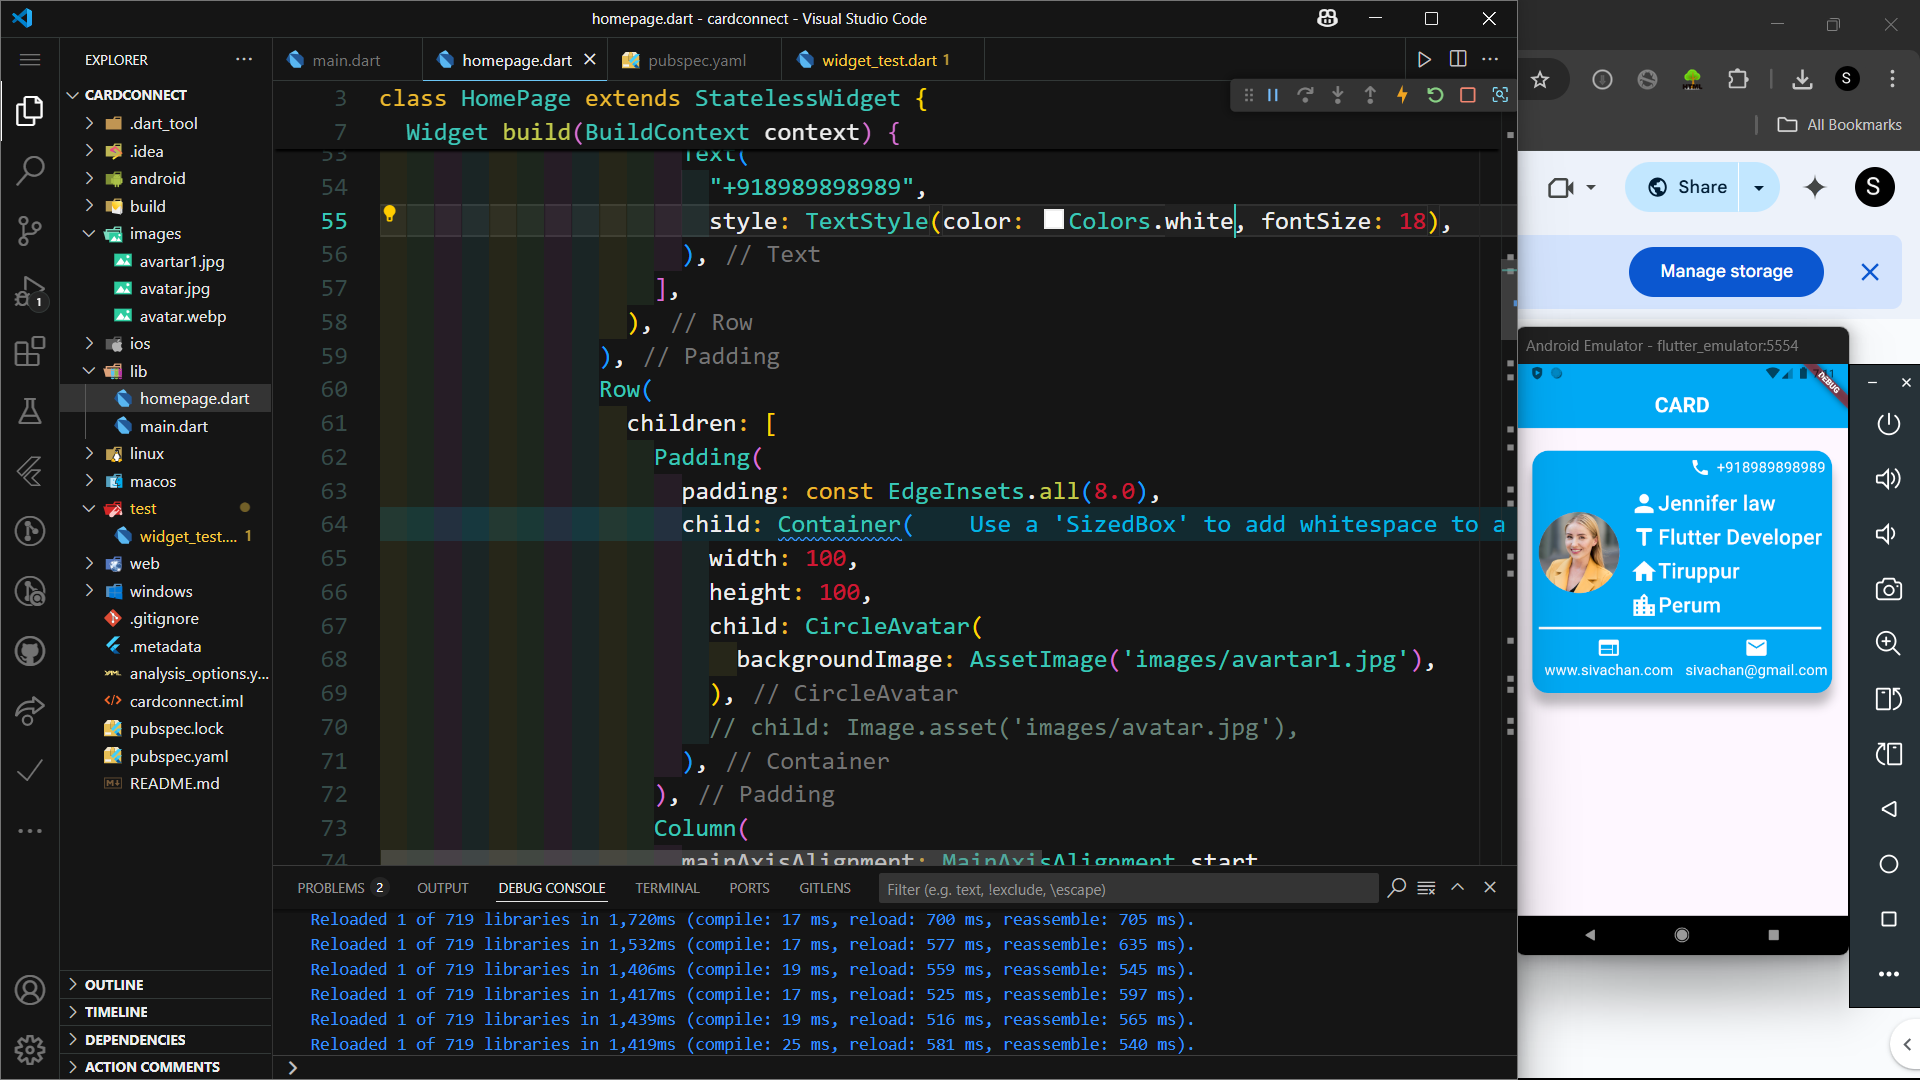 homepage.dart - cardconnect - Visual Studio Code
EXPLORER
main.dart
homepage.dart
pubspec.yaml
widget_test.dart 1
CARDCONNECT
.dart_tool
.idea
android
build
images
avartar1.jpg
avatar.jpg
avatar.webp
ios
lib
homepage.dart
main.dart
linux
macos
test
widget_test.... 1
web
windows
.gitignore
.metadata
analysis_options.y...
cardconnect.iml
pubspec.lock
pubspec.yaml
README.md
OUTLINE
TIMELINE
DEPENDENCIES
ACTION COMMENTS
1
3 class HomePage extends StatelessWidget {
7 Widget build(BuildContext context) {
53 Text(
54 "+918989898989",
55 style: TextStyle(color: Colors.white, fontSize: 18),
56 ), // Text
57 ],
58 ), // Row
59 ), // Padding
60 Row(
61 children: [
62 Padding(
63 padding: const EdgeInsets.all(8.0),
64 child: Container( Use a 'SizedBox' to add whitespace to a
65 width: 100,
66 height: 100,
67 child: CircleAvatar(
68 backgroundImage: AssetImage('images/avartar1.jpg'),
69 ), // CircleAvatar
70 // child: Image.asset('images/avatar.jpg'),
71 ), // Container
72 ), // Padding
73 Column(
74 mainAxisAlignment: MainAxisAlignment.start
PROBLEMS 2 OUTPUT DEBUG CONSOLE TERMINAL PORTS GITLENS
Filter (e.g. text, !exclude, \escape)
Reloaded 1 of 719 libraries in 1,720ms (compile: 17 ms, reload: 700 ms, reassemble: 705 ms).
Reloaded 1 of 719 libraries in 1,532ms (compile: 17 ms, reload: 577 ms, reassemble: 635 ms).
Reloaded 1 of 719 libraries in 1,406ms (compile: 19 ms, reload: 559 ms, reassemble: 545 ms).
Reloaded 1 of 719 libraries in 1,417ms (compile: 17 ms, reload: 525 ms, reassemble: 597 ms).
Reloaded 1 of 719 libraries in 1,439ms (compile: 19 ms, reload: 516 ms, reassemble: 565 ms).
Reloaded 1 of 719 libraries in 1,419ms (compile: 25 ms, reload: 581 ms, reassemble: 540 ms).
HTML
S
All Bookmarks
Share
S
Manage storage
Android Emulator - flutter_emulator:5554
DEBUG
CARD
+918989898989
Jennifer law
Flutter Developer
Tiruppur
Perum
www.sivachan.com
sivachan@gmail.com